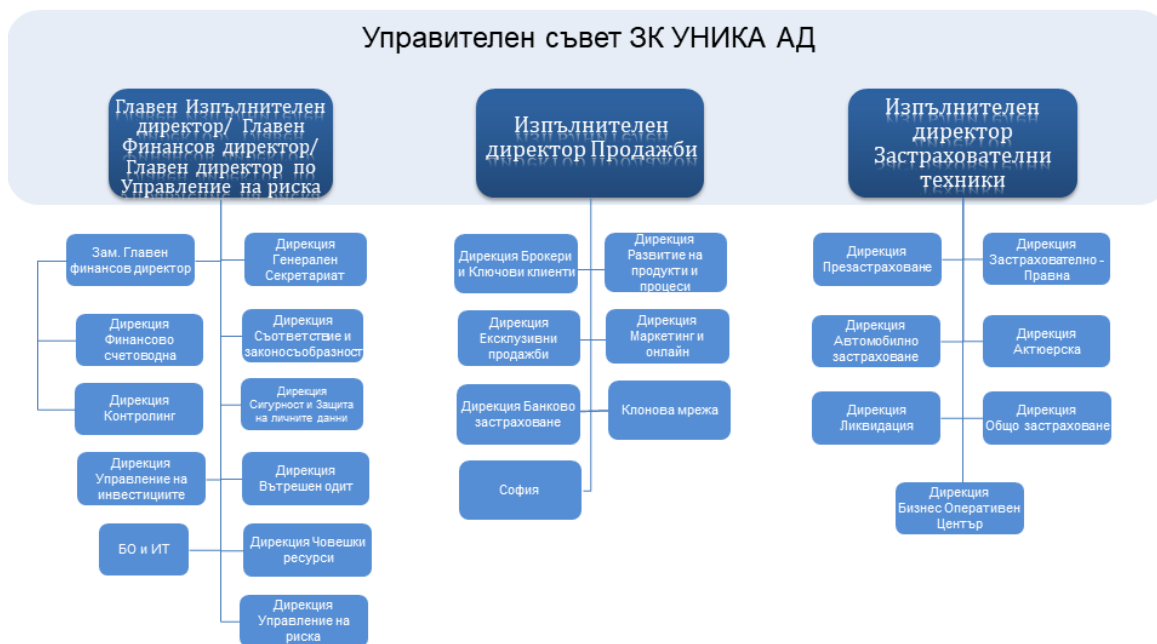 Управителен съвет ЗК УНИКА АД
Главен Изпълнителен
директор/ Главен
Финансов директор/
Главен директор по
Управление на риска
Изпълнителен
директор Продажби
Изпълнителен
директор
Застрахователни
техники
Зам. Главен
финансов директор
Дирекция
Генерален
Секретариат
Дирекция
Финансово
счетоводна
Дирекция
Съответствие и
законосъобразност
Дирекция
Контролинг
Дирекция
Сигурност и Защита
на личните данни
Дирекция
Управление на
инвестициите
Дирекция
Вътрешен одит
БО и ИТ
Дирекция Човешки
ресурси
Дирекция
Управление на
риска
Дирекция Брокери
и Ключови клиенти
Дирекция
Развитие на
продукти и
процеси
Дирекция
Ексклузивни
продажби
Дирекция
Маркетинг и
онлайн
Дирекция Банково
застраховане
Клонова мрежа
София
Дирекция
Презастраховане
Дирекция
Застрахователно -
Правна
Дирекция
Автомобилно
застраховане
Дирекция
Актюерска
Дирекция
Ликвидация
Дирекция
Общо застраховане
Дирекция
Бизнес Оперативен
Център